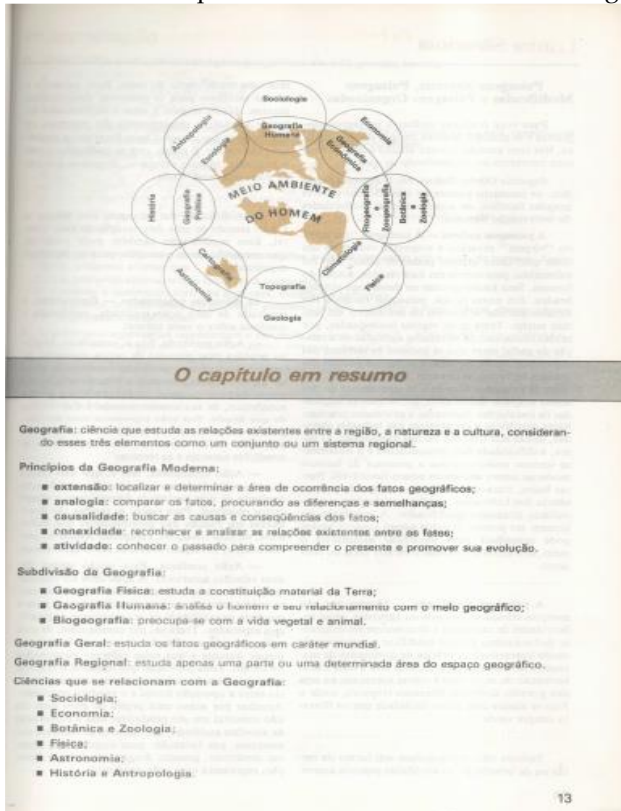 Sociologia
Antropologia
Etnologia
Geografia
Humana
Economia
Geografia
Econômica
História
Geografia
Política
MEIO AMBIENTE
DO HOMEM
Fitogeografia
e
Zoogeografia
Botânica
e
Zoologia
Cartografia
Astronomia
Climatologia
Física
Topografia
Geologia
O capítulo em resumo
Geografia: ciência que estuda as relações existentes entre a região, a natureza e a cultura, consideran-
do esses três elementos como um conjunto ou um sistema regional.
Princípios da Geografia Moderna:
■ extensão: localizar e determinar a área de ocorrência dos fatos geográficos;
■ analogia: comparar os fatos, procurando as diferenças e semelhanças;
■ causalidade: buscar as causas e conseqüências dos fatos;
■ conexidade: reconhecer e analisar as relações existentes entre os fatos;
■ atividade: conhecer o passado para compreender o presente e promover sua evolução.
Subdivisão da Geografia:
■ Geografia Física: estuda a constituição material da Terra;
■ Geografia Humana: analisa o homem e seu relacionamento com o meio geográfico;
■ Biogeografia: preocupa-se com a vida vegetal e animal.
Geografia Geral: estuda os fatos geográficos em caráter mundial.
Geografia Regional: estuda apenas uma parte ou uma determinada área do espaço geográfico.
Ciências que se relacionam com a Geografia:
■ Sociologia;
■ Economia;
■ Botânica e Zoologia;
■ Física;
■ Astronomia;
■ História e Antropologia.
13